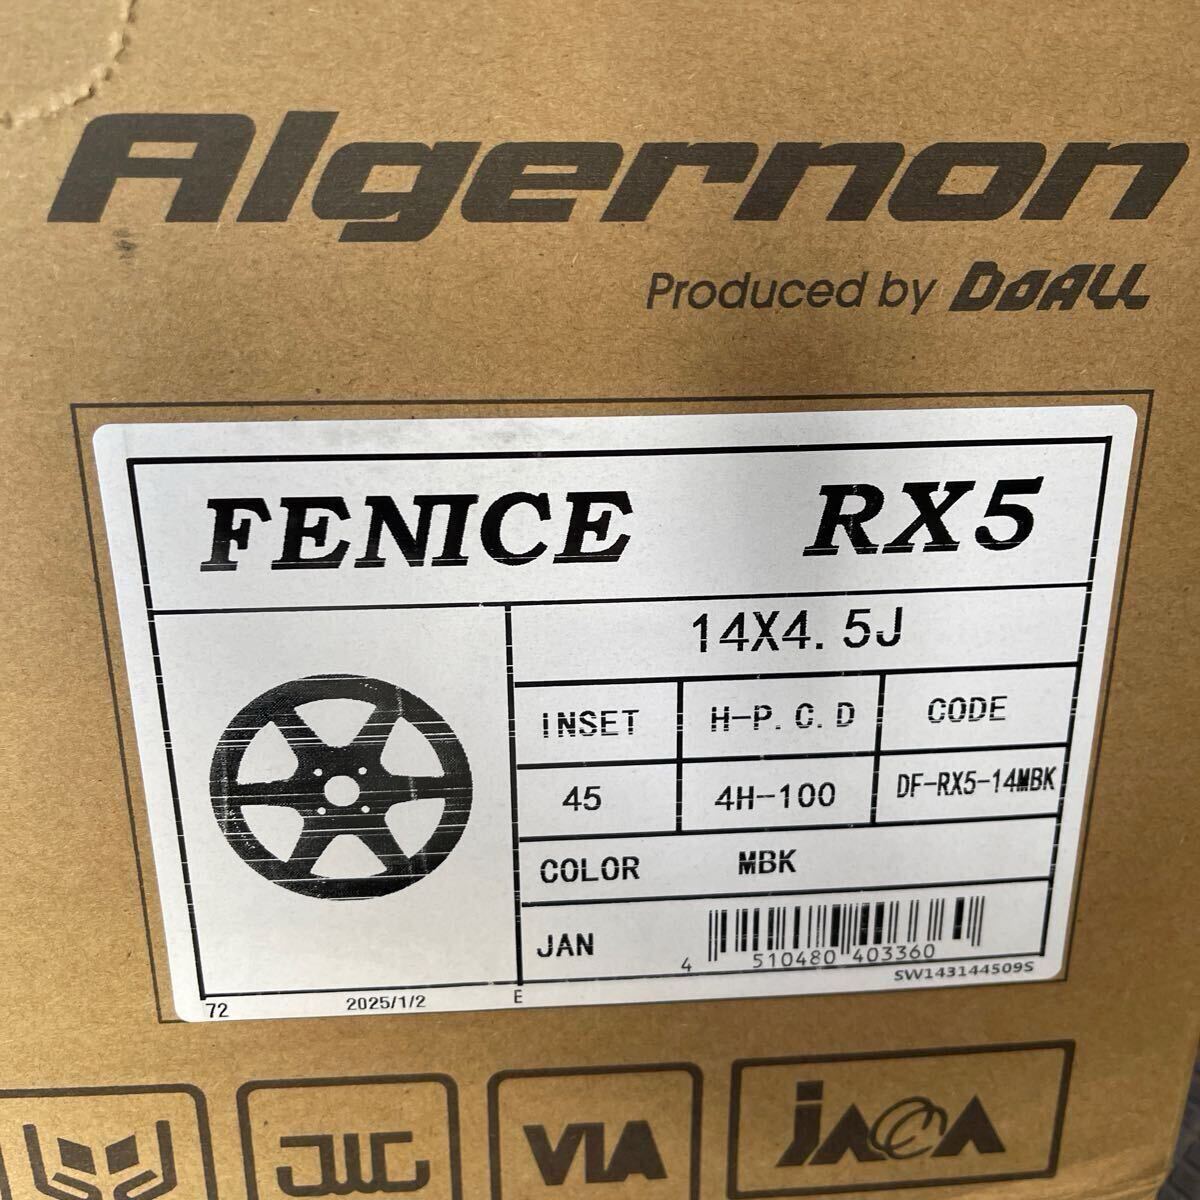 Algernon
Produced by DOALL
FENICE RX5
14X4.5J
INSET H-P.C.D CODE
45 4H-100 DF-RX5-14MBK
COLOR MBK
JAN
4 510480 403360
SW143144509S
72 2025/1/2 E
JWL VIA JAWA